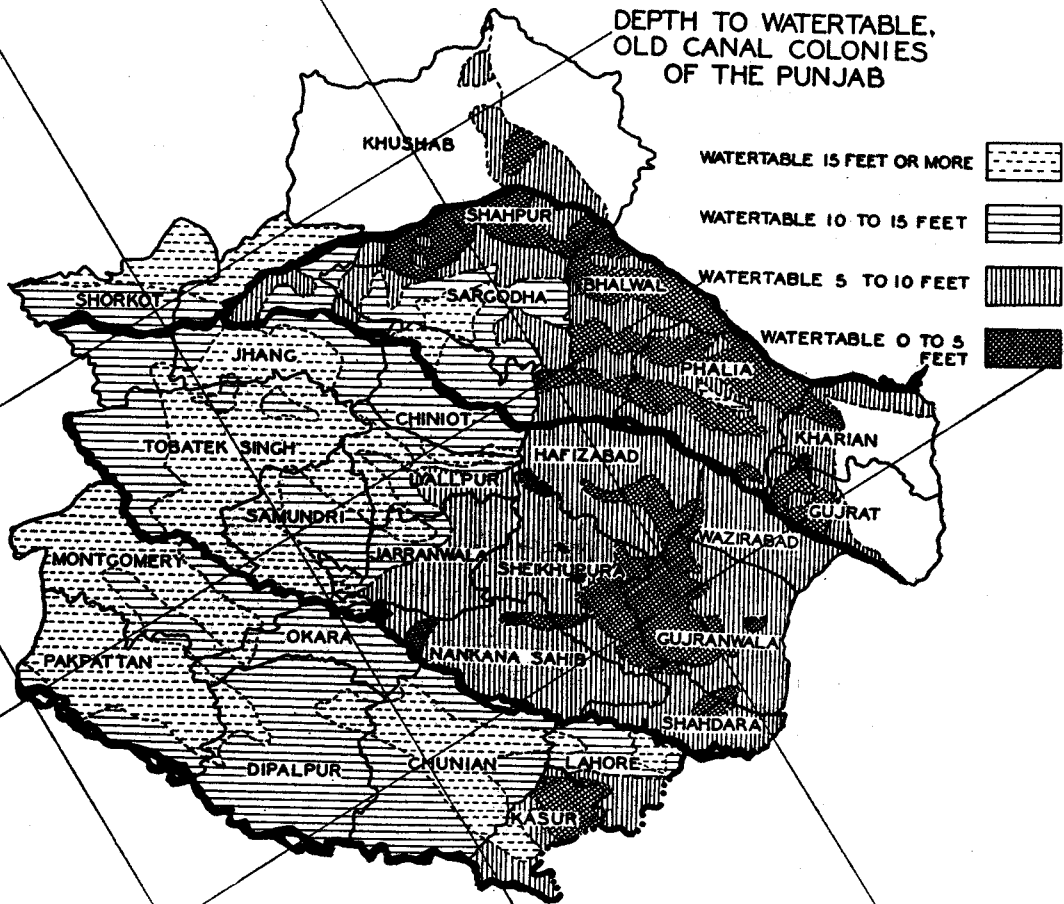 DEPTH TO WATERTABLE,
OLD CANAL COLONIES
OF THE PUNJAB
WATERTABLE 15 FEET OR MORE
WATERTABLE 10 TO 15 FEET
WATERTABLE 5 TO 10 FEET
WATERTABLE 0 TO 5
FEET
KHUSHAB
SHAHPUR
BHALWAL
SHORKOT
SARGODHA
JHANG
PHALIA
CHINIOT
KHARIAN
TOBATEK SINGH
HAFIZABAD
LYALLPUR
GUJRAT
SAMUNDRI
WAZIRABAD
MONTGOMERY
JARRANWALA
SHEIKHUPURA
OKARA
GUJRANWALA
PAKPATTAN
NANKANA SAHIB
SHAHDARA
DIPALPUR
CHUNIAN
LAHORE
KASUR